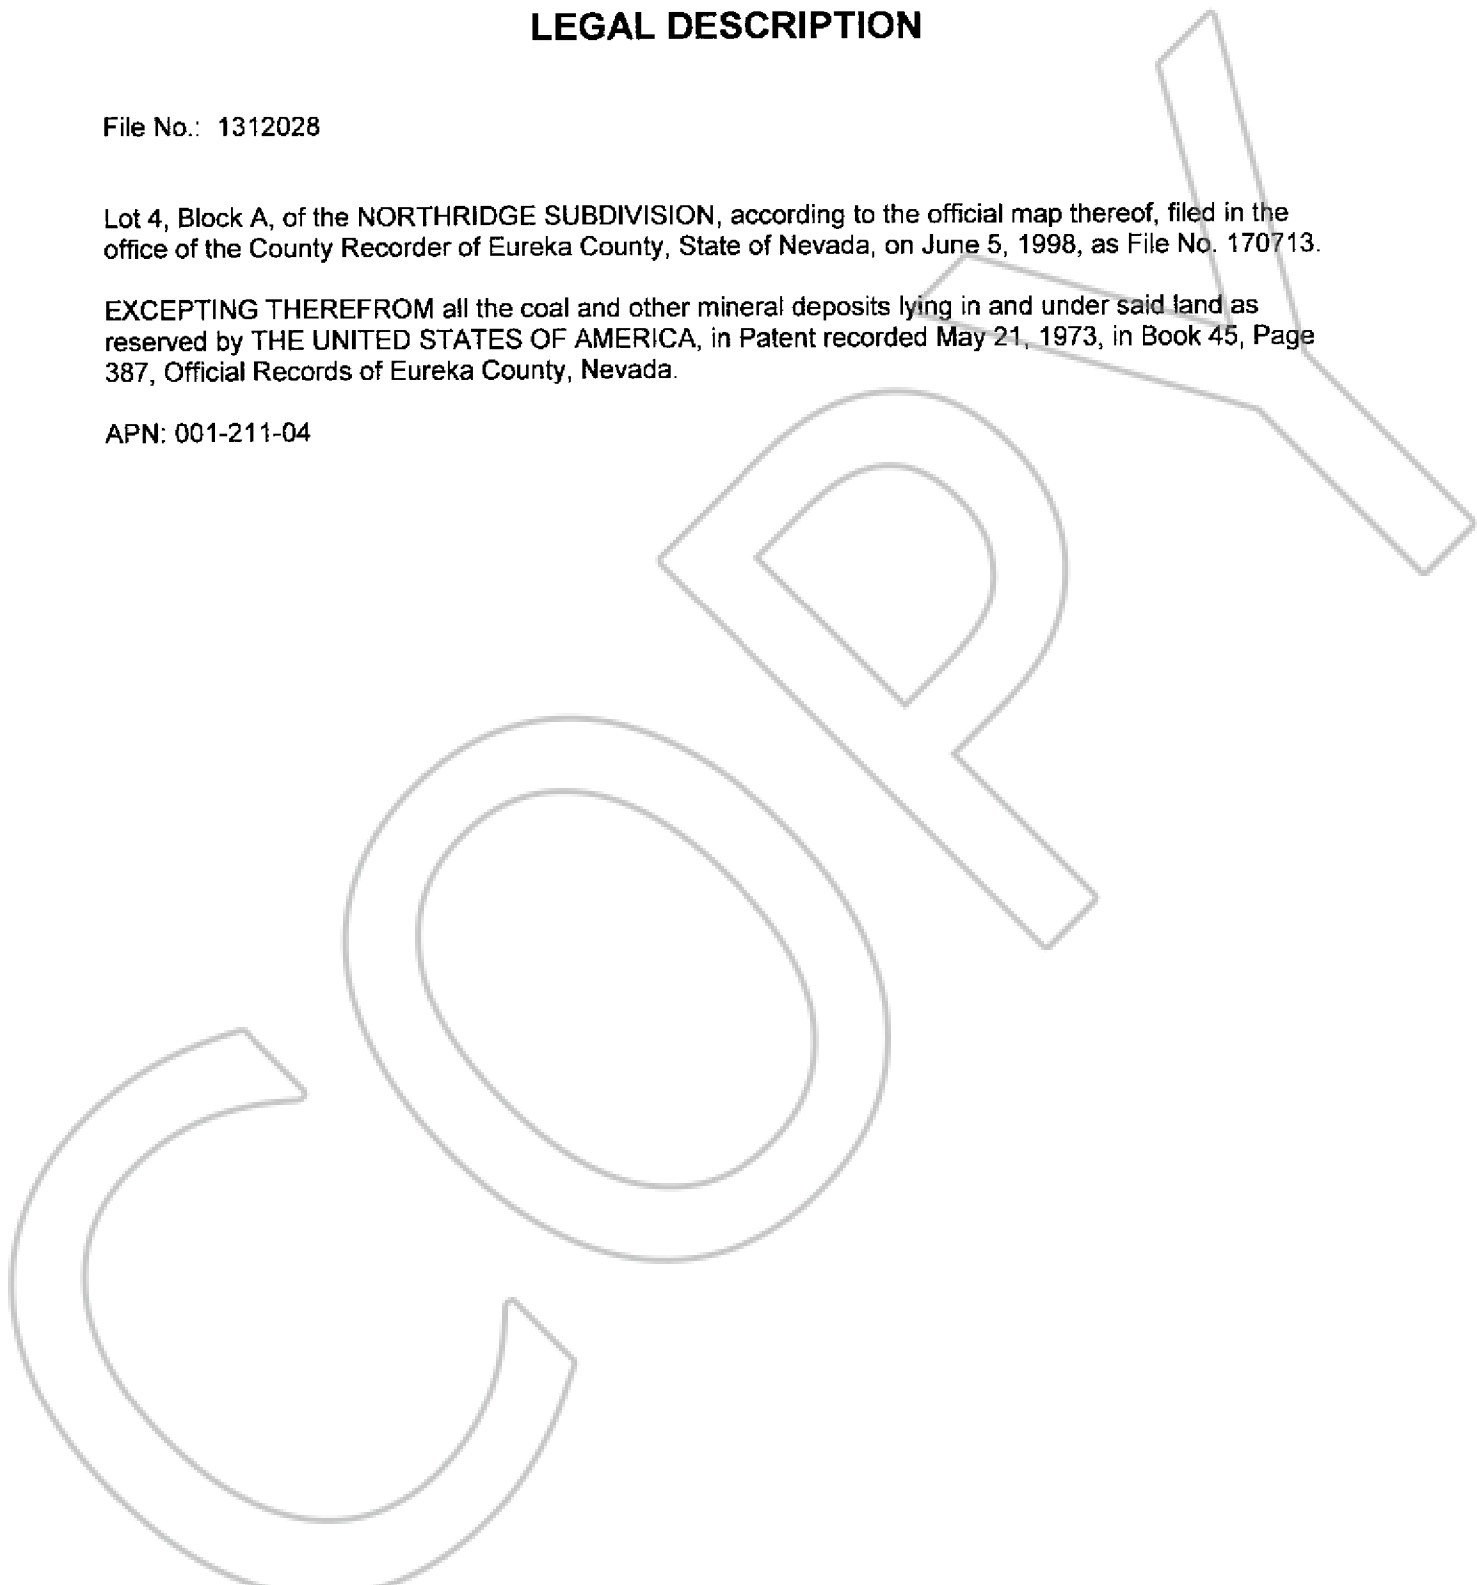 LEGAL DESCRIPTION
File No.: 1312028
Lot 4, Block A, of the NORTHRIDGE SUBDIVISION, according to the official map thereof, filed in the
office of the County Recorder of Eureka County, State of Nevada, on June 5, 1998, as File No. 170713.
EXCEPTING THEREFROM all the coal and other mineral deposits lying in and under said land as
reserved by THE UNITED STATES OF AMERICA, in Patent recorded May 21, 1973, in Book 45, Page
387, Official Records of Eureka County, Nevada.
APN: 001-211-04
COPY